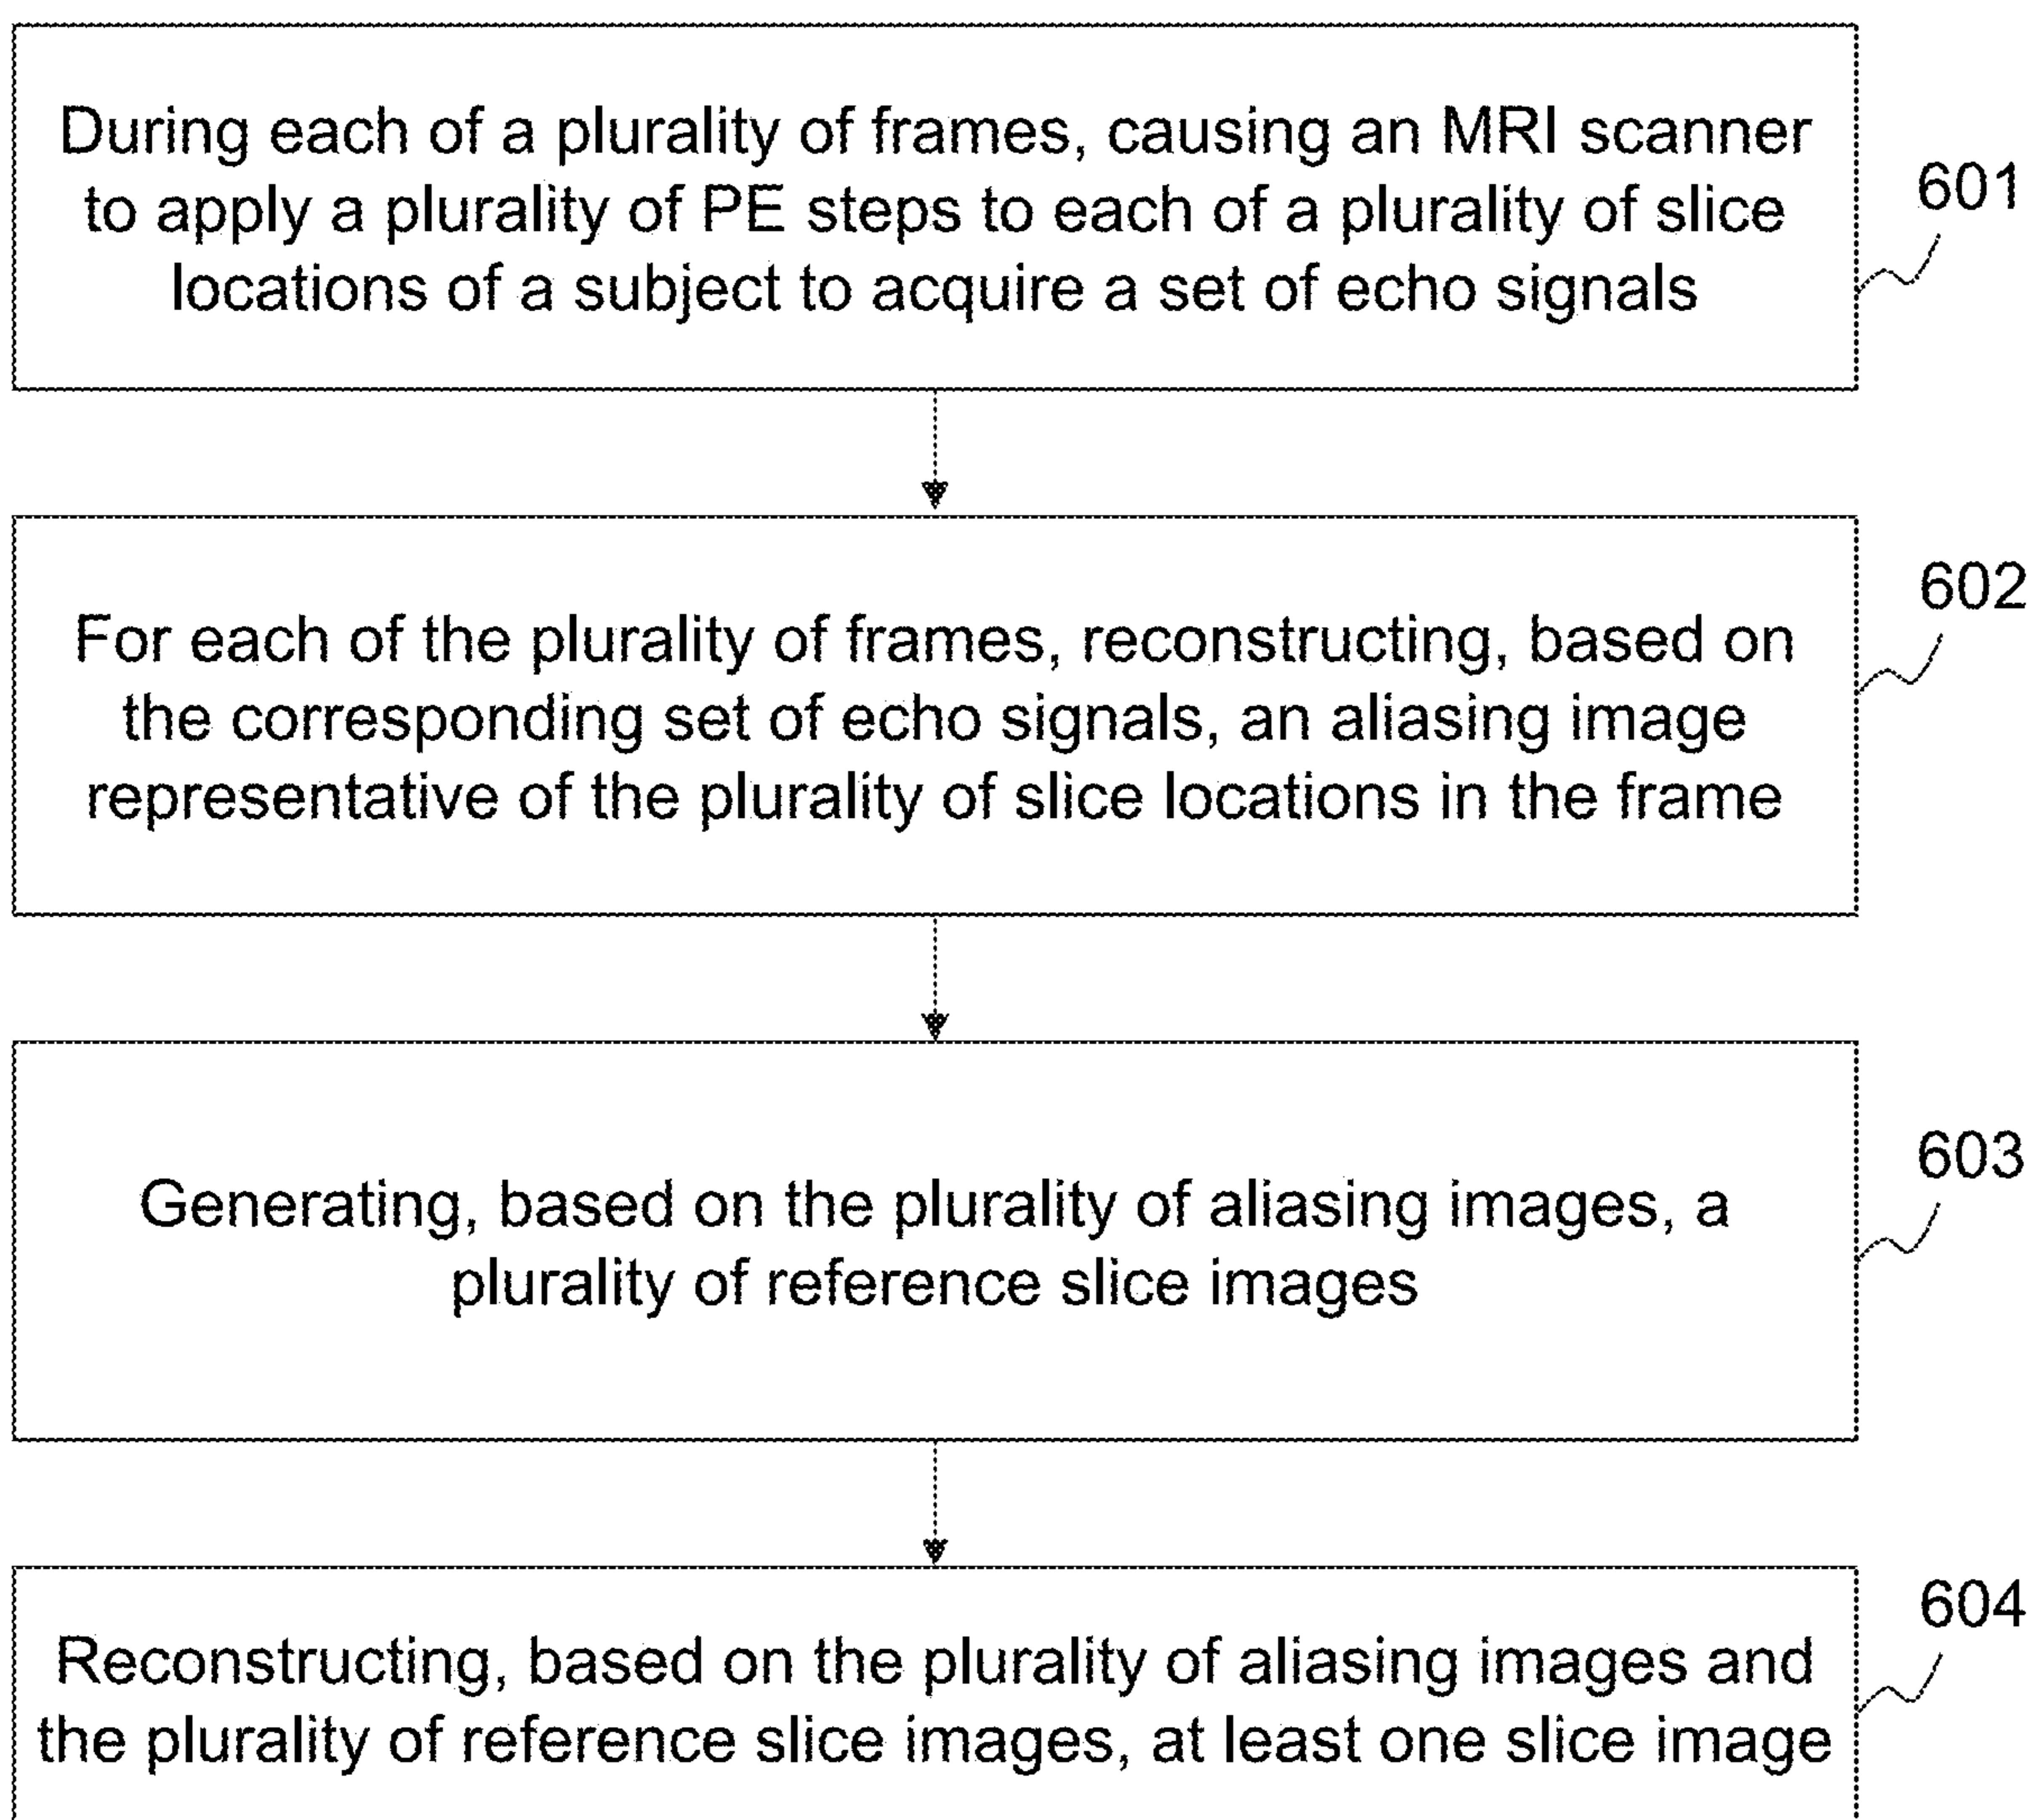 During each of a plurality of frames, causing an MRI scanner
to apply a plurality of PE steps to each of a plurality of slice
locations of a subject to acquire a set of echo signals
601
For each of the plurality of frames, reconstructing, based on
the corresponding set of echo signals, an aliasing image
representative of the plurality of slice locations in the frame
602
Generating, based on the plurality of aliasing images, a
plurality of reference slice images
603
Reconstructing, based on the plurality of aliasing images and
the plurality of reference slice images, at least one slice image
604